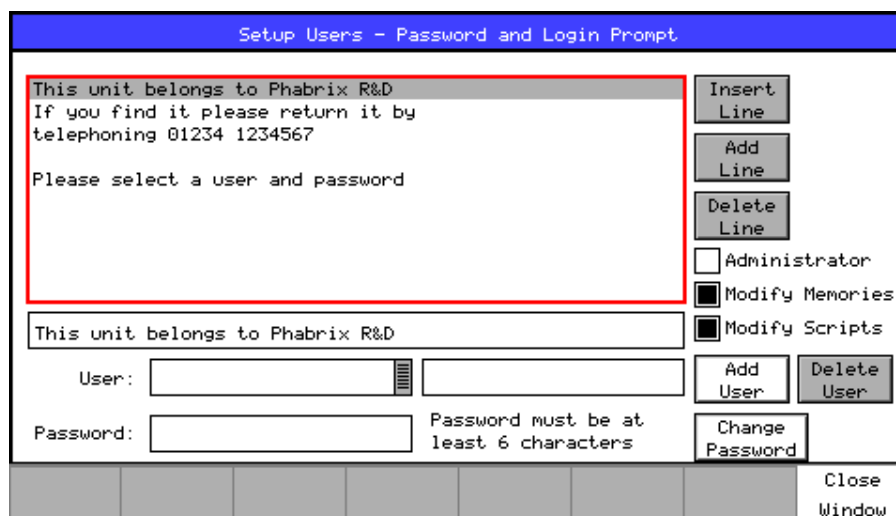 Setup Users - Password and Login Prompt
This unit belongs to Phabrix R&D
If you find it please return it by
telephoning 01234 1234567
Please select a user and password
Insert
Line
Add
Line
Delete
Line
Administrator
Modify Memories
Modify Scripts
This unit belongs to Phabrix R&D
User:
Add
User
Delete
User
Password:
Password must be at
least 6 characters
Change
Password
Close
Window